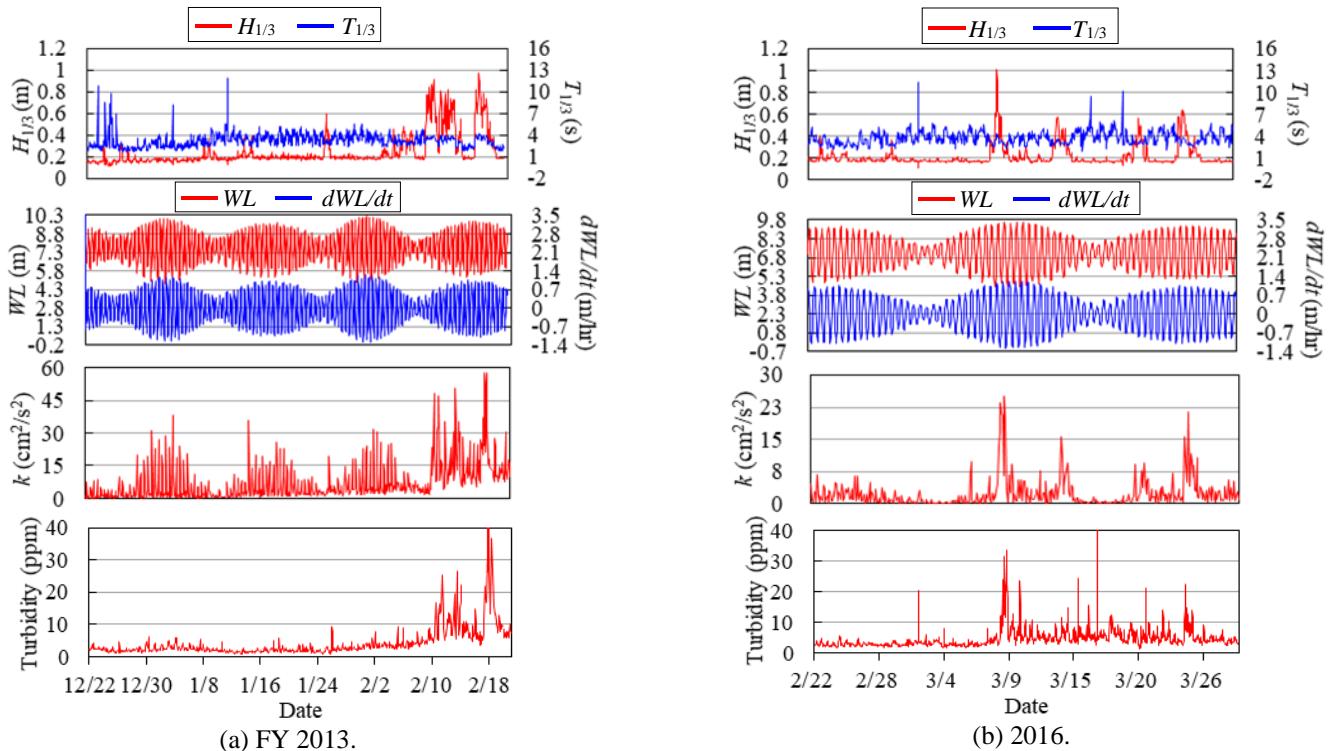 H1/3 T1/3
1.2 16
1 13
0.8 10
0.6 7
0.4 4
0.2 1
0 -2
H1/3 (m)
T1/3 (s)
WL dWL/dt
10.3 3.5
8.8 2.8
7.3 2.1
5.8 1.4
4.3 0.7
2.8 0
1.3 -0.7
-0.2 -1.4
WL (m)
dWL/dt (m/hr)
60
45
30
15
0
k (cm²/s²)
40
30
20
10
0
Turbidity (ppm)
12/22 12/30 1/8 1/16 1/24 2/2 2/10 2/18
Date
(a) FY 2013.
H1/3 T1/3
1.2 16
1 13
0.8 10
0.6 7
0.4 4
0.2 1
0 -2
H1/3 (m)
T1/3 (s)
WL dWL/dt
9.8 3.5
8.3 2.8
6.8 2.1
5.3 1.4
3.8 0.7
2.3 0
0.8 -0.7
-0.7 -1.4
WL (m)
dWL/dt (m/hr)
30
23
15
8
0
k (cm²/s²)
40
30
20
10
0
Turbidity (ppm)
2/22 2/28 3/4 3/9 3/15 3/20 3/26
Date
(b) 2016.